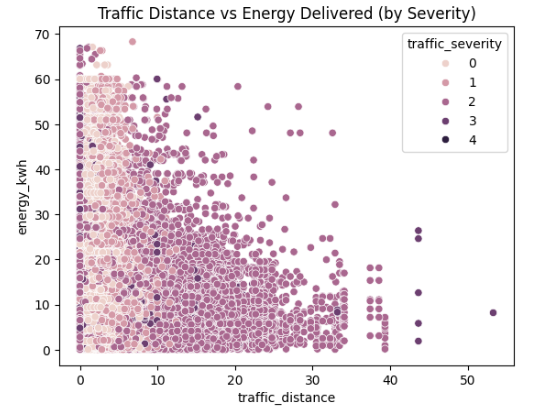 Traffic Distance vs Energy Delivered (by Severity)
70
60
50
40
30
20
10
0
energy_kwh
traffic_severity
0
1
2
3
4
0 10 20 30 40 50
traffic_distance